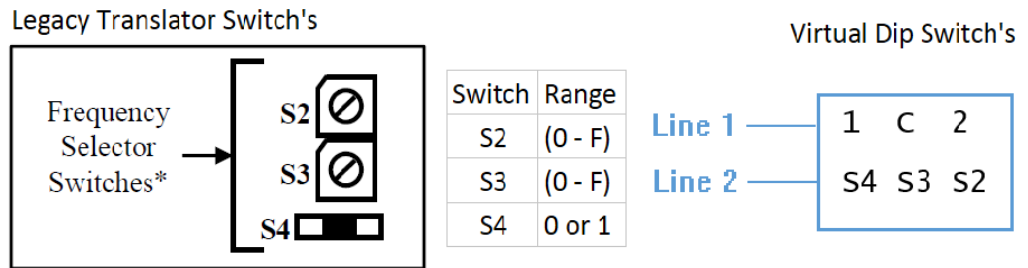 Legacy Translator Switch's
Frequency
Selector
Switches*
S2
S3
S4
Switch Range
S2 (0 - F)
S3 (0 - F)
S4 0 or 1
Virtual Dip Switch's
Line 1
1 C 2
Line 2
S4 S3 S2